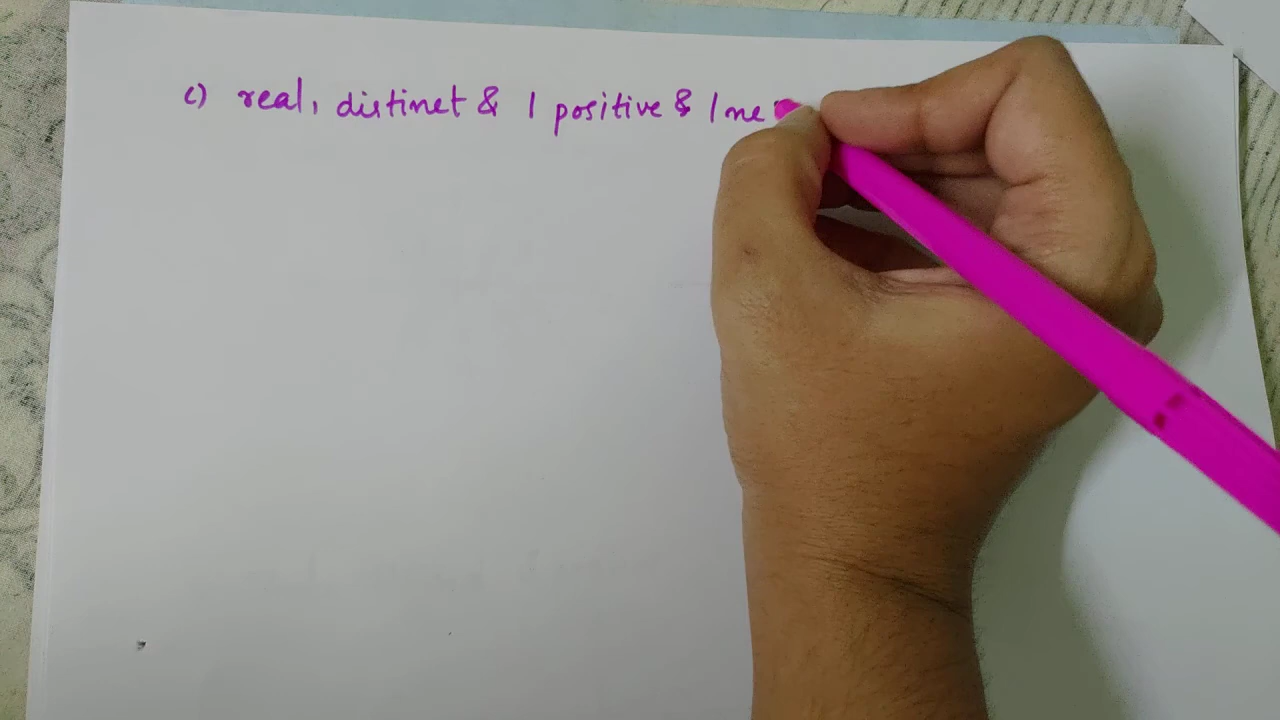 c) real, distinct & 1 positive & 1 ne